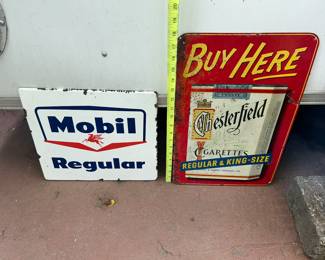 Mobil
Regular
BUY HERE
Chesterfield
CIGARETTES
REGULAR & KING-SIZE